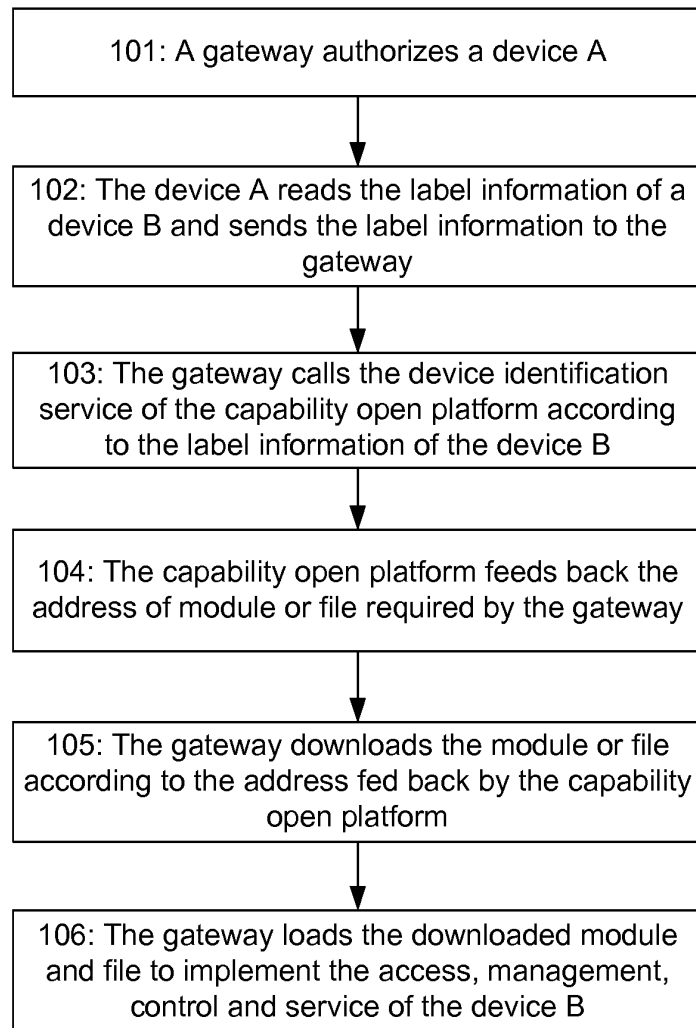 101: A gateway authorizes a device A
102: The device A reads the label information of a
device B and sends the label information to the
gateway
103: The gateway calls the device identification
service of the capability open platform according
to the label information of the device B
104: The capability open platform feeds back the
address of module or file required by the gateway
105: The gateway downloads the module or file
according to the address fed back by the capability
open platform
106: The gateway loads the downloaded module
and file to implement the access, management,
control and service of the device B